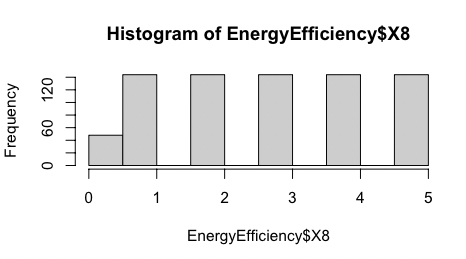 Histogram of EnergyEfficiency$X8
Frequency
0 60 120
0 1 2 3 4 5
EnergyEfficiency$X8